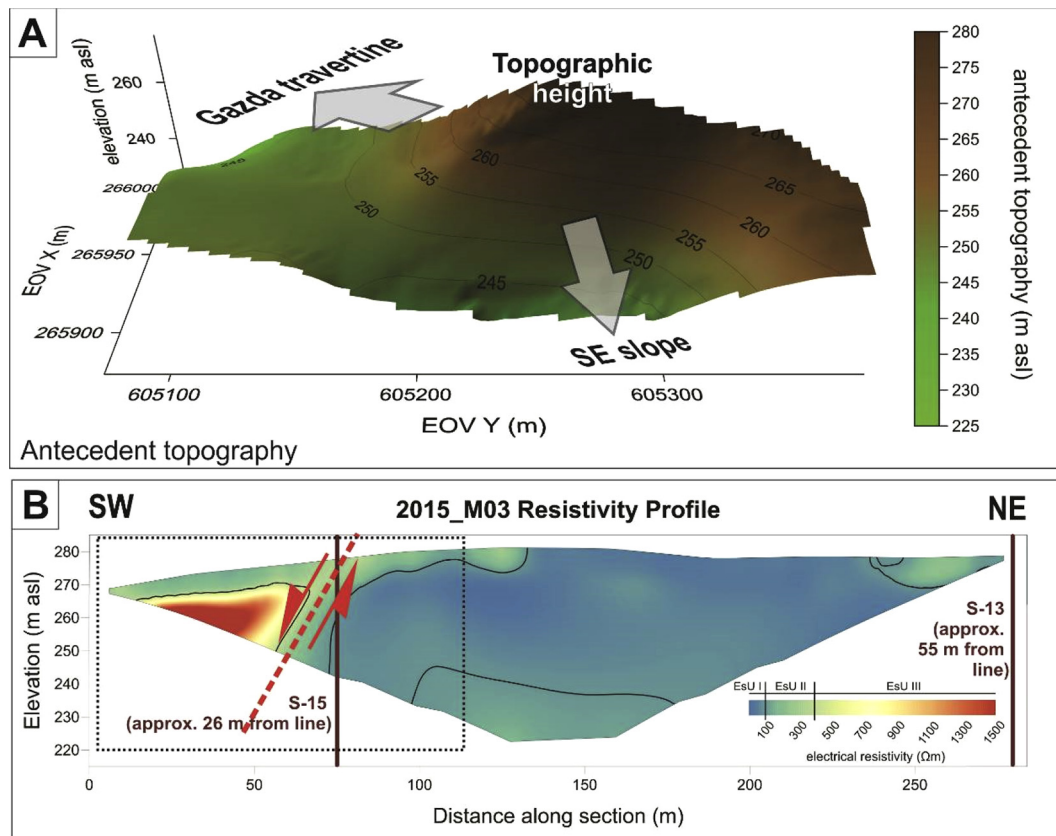 A
Gazda travertine
Topographic
height
elevation (m asl)
260
240
266000
265950
265900
EOV X (m)
240
250
255
260
270
265
260
255
250
245
SE slope
605100
605200
605300
EOV Y (m)
Antecedent topography
280
275
270
265
260
255
250
245
240
235
230
225
antecedent topography (m asl)
B
SW
2015_M03 Resistivity Profile
NE
Elevation (m asl)
280
270
260
250
240
230
220
S-15
(approx. 26 m from line)
S-13
(approx.
55 m from
line)
EsU I
EsU II
EsU III
100
300
500
700
900
1100
1300
1500
electrical resistivity (Ωm)
0
50
100
150
200
250
Distance along section (m)